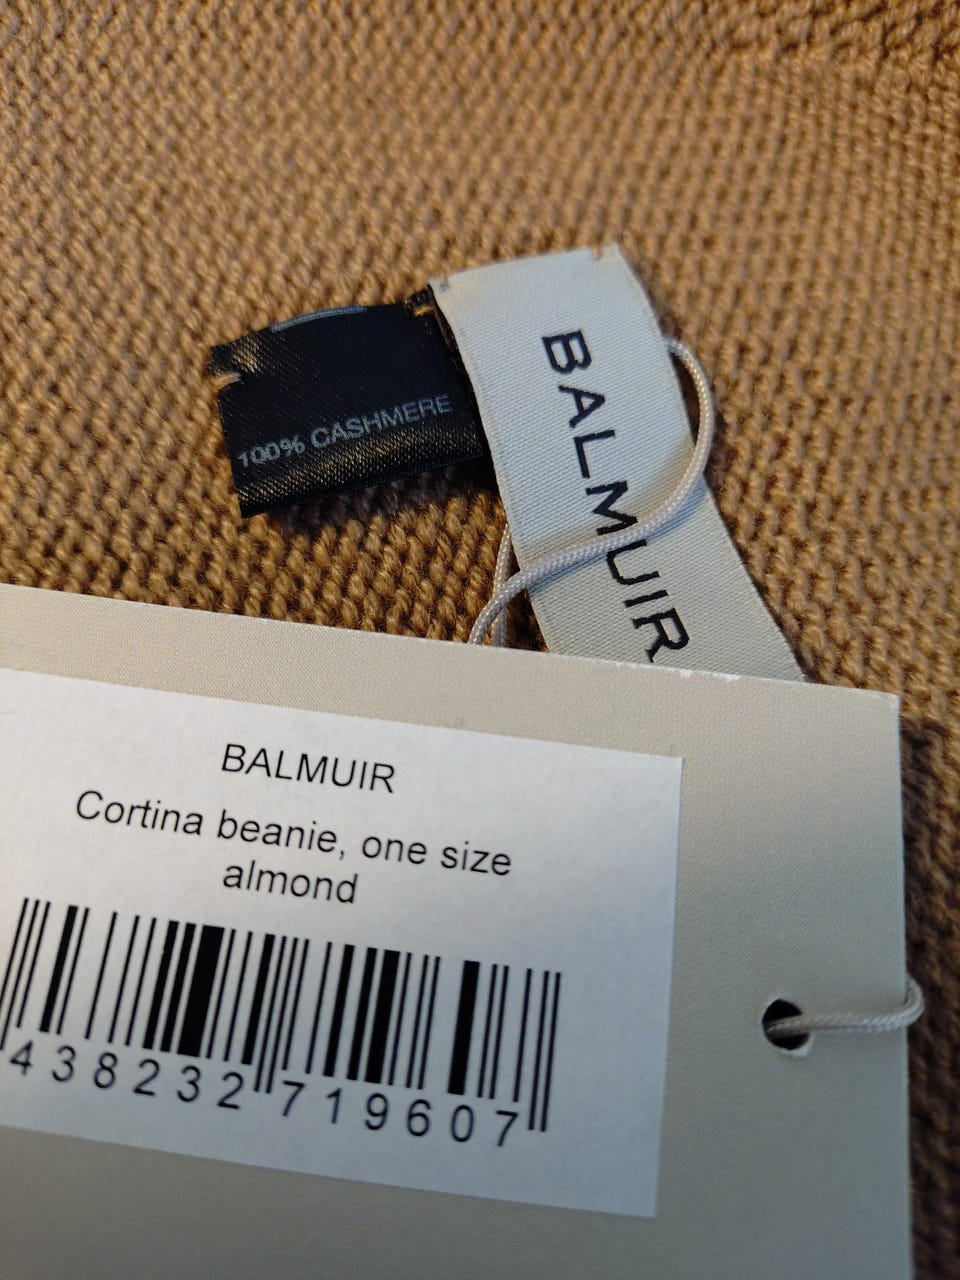 100% CASHMERE
BALMUIR
BALMUIR
Cortina beanie, one size
almond
438232 719607